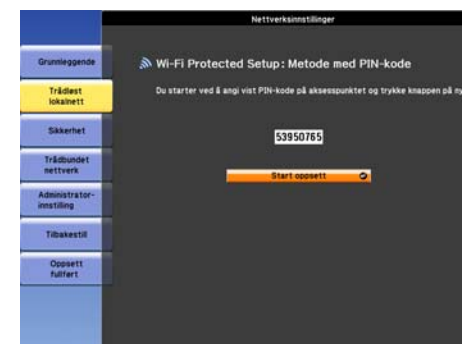 Nettverksinnstillinger
Grunnleggende
Wi-Fi Protected Setup: Metode med PIN-kode
Trådløst
lokalnett
Du starter ved å angi vist PIN-kode på aksesspunktet og trykke knappen på ny
Sikkerhet
53950765
Trådbundet
nettverk
Start oppsett
Administrator-
innstilling
Tilbakestill
Oppsett
fullført